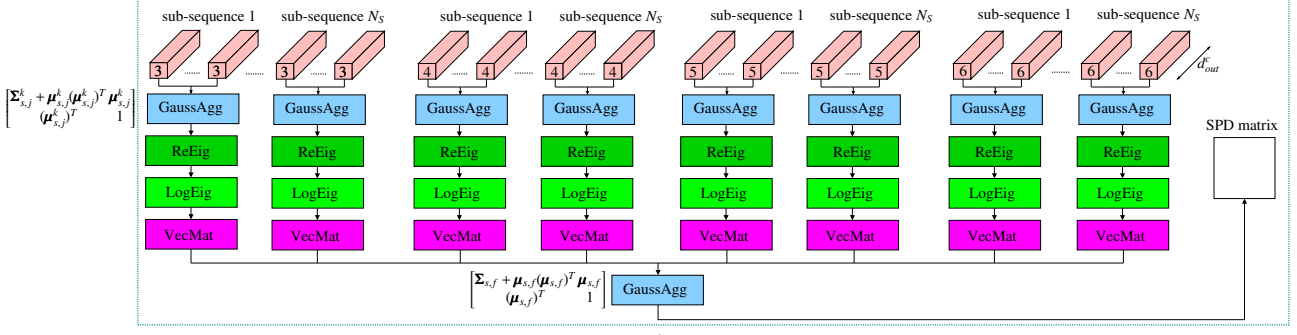 sub-sequence 1 sub-sequence N_S sub-sequence 1 sub-sequence N_S sub-sequence 1 sub-sequence N_S sub-sequence 1 sub-sequence N_S
3 ...... 3 ...... 3 ...... 3 4 ...... 4 ...... 4 ...... 4 5 ...... 5 ...... 5 ...... 5 6 ...... 6 ...... 6 ...... 6 d^c_{out}
[Σ^k_{s,j} + μ^k_{s,j}(μ^k_{s,j})^T μ^k_{s,j}]
[(μ^k_{s,j})^T 1]
GaussAgg GaussAgg GaussAgg GaussAgg GaussAgg GaussAgg GaussAgg GaussAgg
SPD matrix
ReEig ReEig ReEig ReEig ReEig ReEig ReEig ReEig
LogEig LogEig LogEig LogEig LogEig LogEig LogEig LogEig
VecMat VecMat VecMat VecMat VecMat VecMat VecMat VecMat
[Σ_{s,f} + μ_{s,f}(μ_{s,f})^T μ_{s,f}]
[(μ_{s,f})^T 1]
GaussAgg